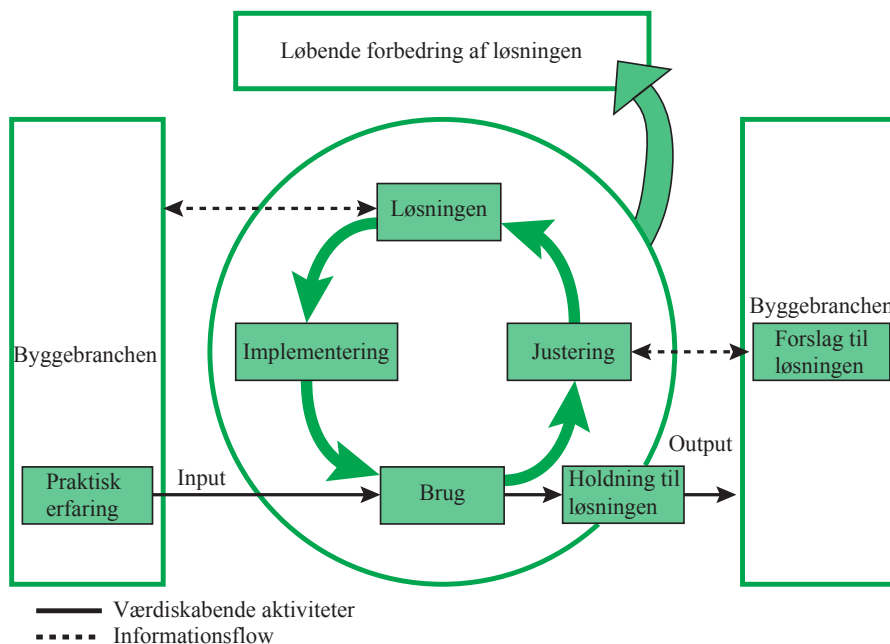 Løbende forbedring af løsningen
Løsningen
Byggebranchen
Implementering
Justering
Byggebranchen
Forslag til
løsningen
Output
Praktisk
erfaring
Input
Brug
Holdning til
løsningen
Værdiskabende aktiviteter
Informationsflow